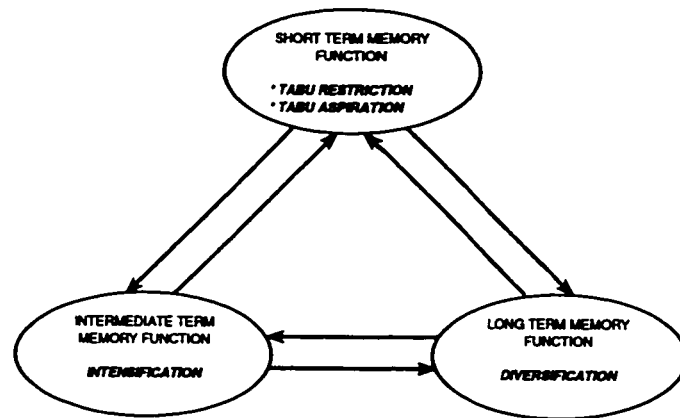 SHORT TERM MEMORY
FUNCTION
* TABU RESTRICTION
* TABU ASPIRATION
INTERMEDIATE TERM
MEMORY FUNCTION
INTENSIFICATION
LONG TERM MEMORY
FUNCTION
DIVERSIFICATION